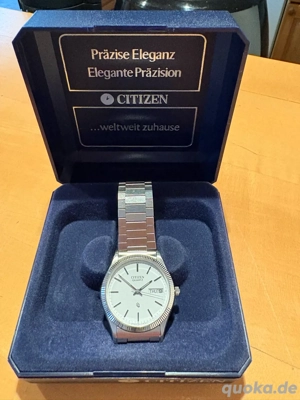 Präzise Eleganz
Elegante Präzision
CITIZEN
...weltweit zuhause
CITIZEN
quoka.de